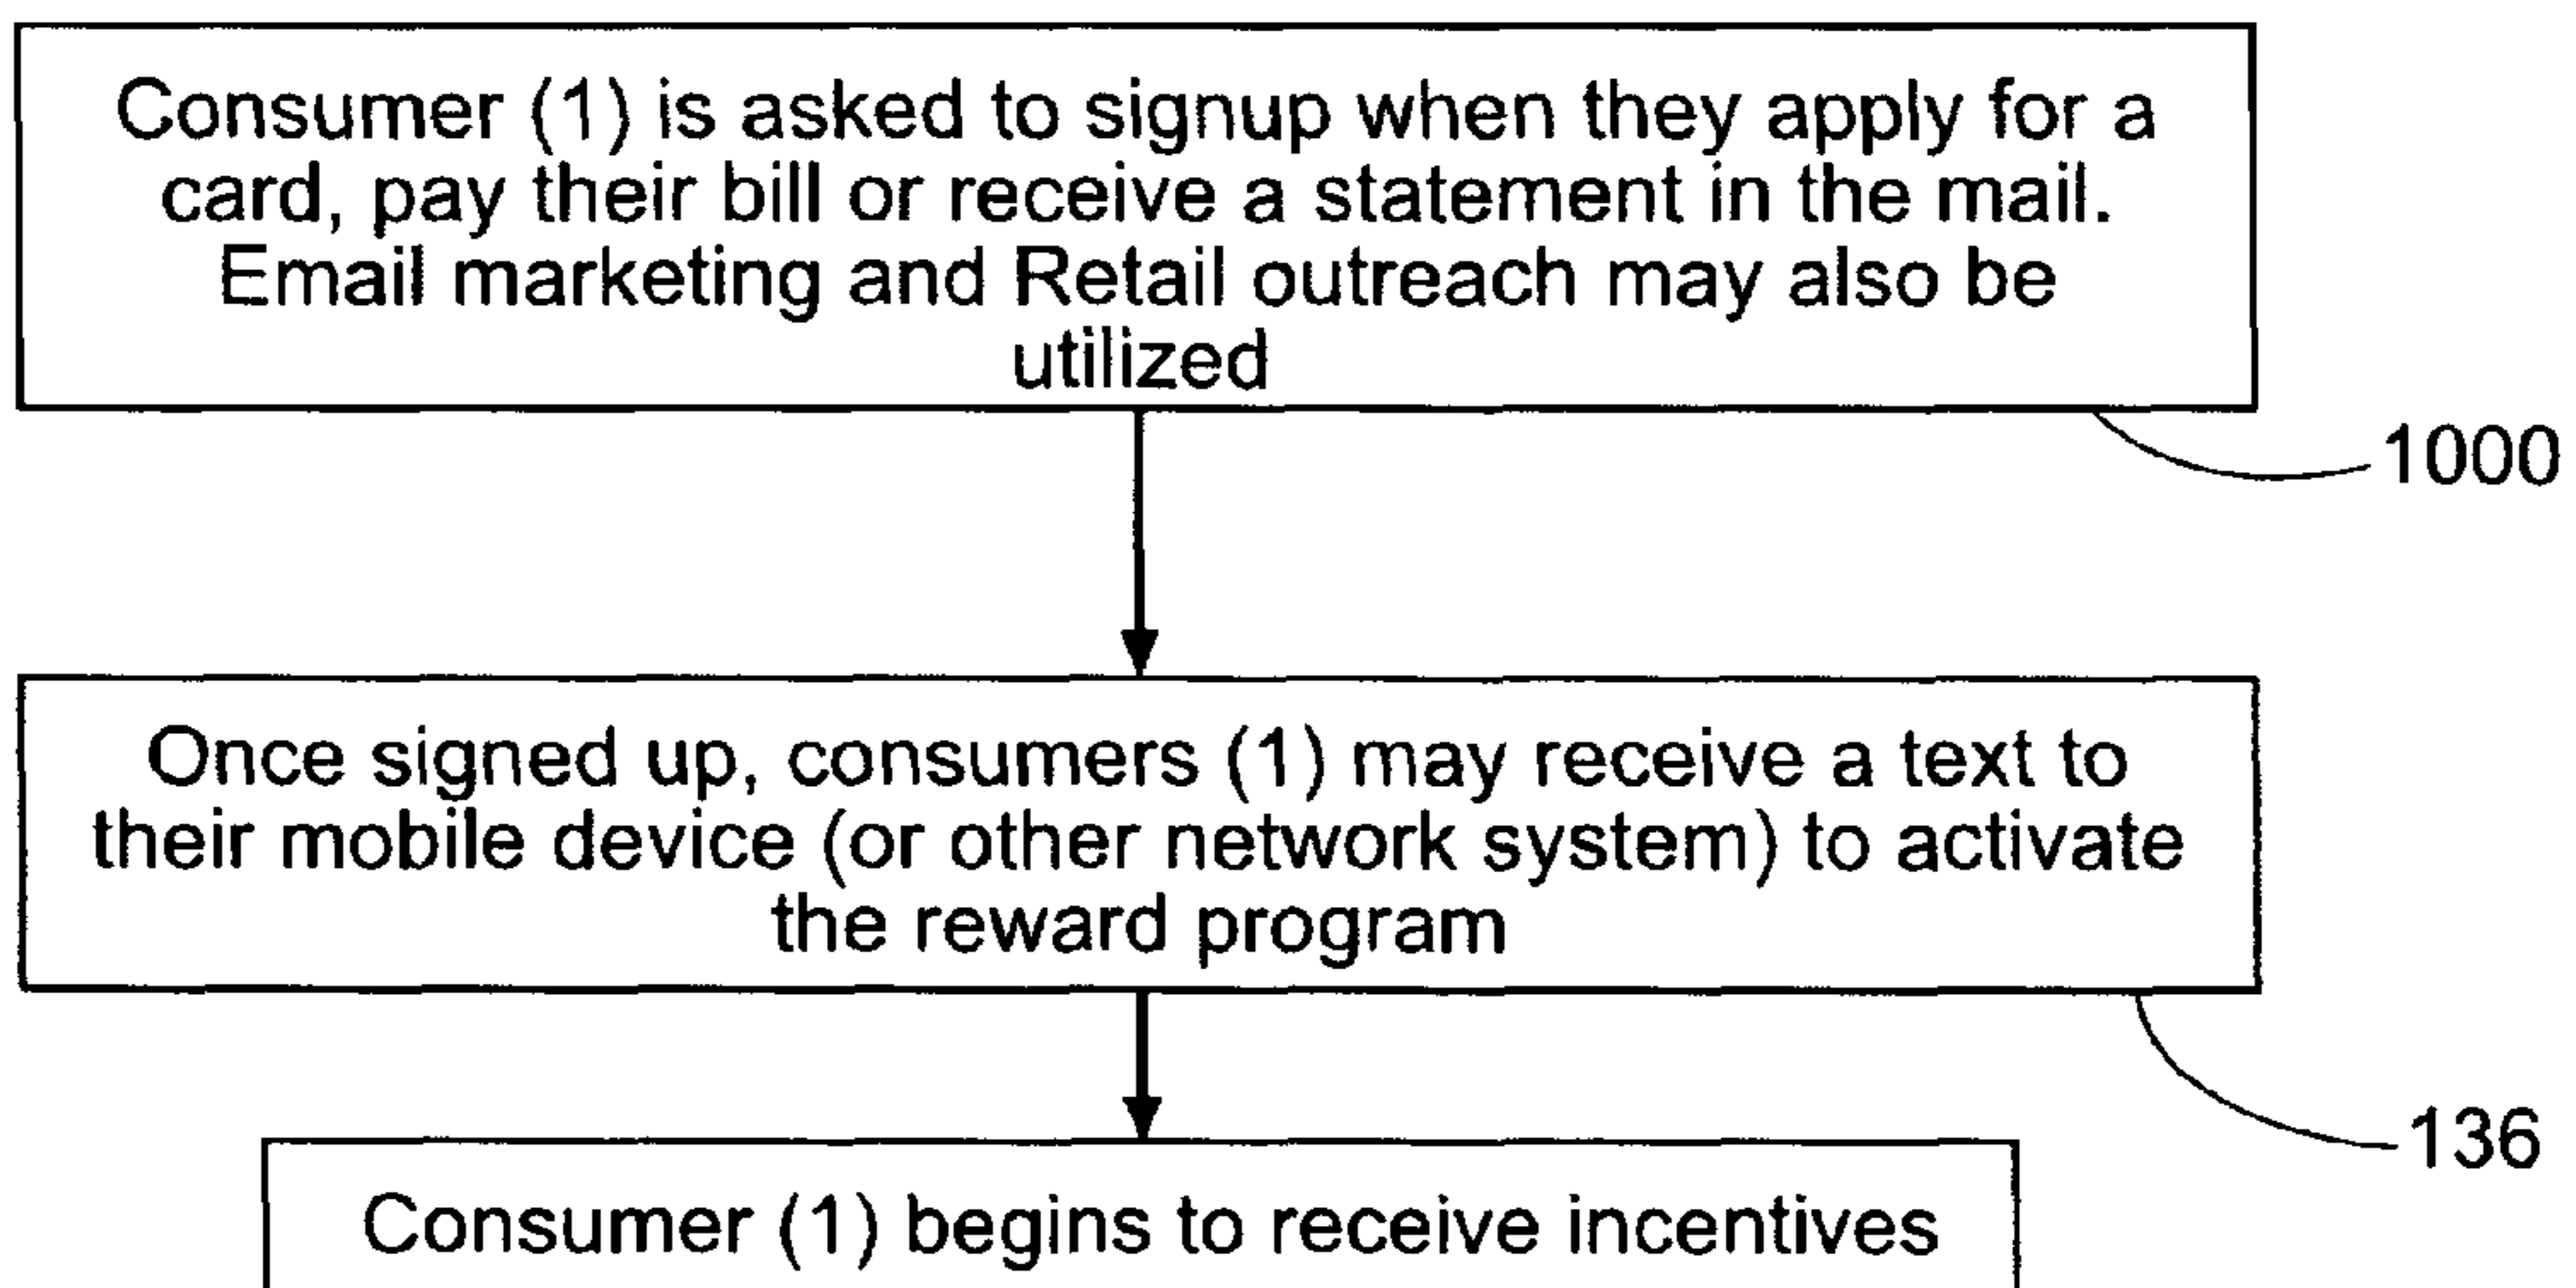 Consumer (1) is asked to signup when they apply for a
card, pay their bill or receive a statement in the mail.
Email marketing and Retail outreach may also be
utilized
1000
Once signed up, consumers (1) may receive a text to
their mobile device (or other network system) to activate
the reward program
136
Consumer (1) begins to receive incentives